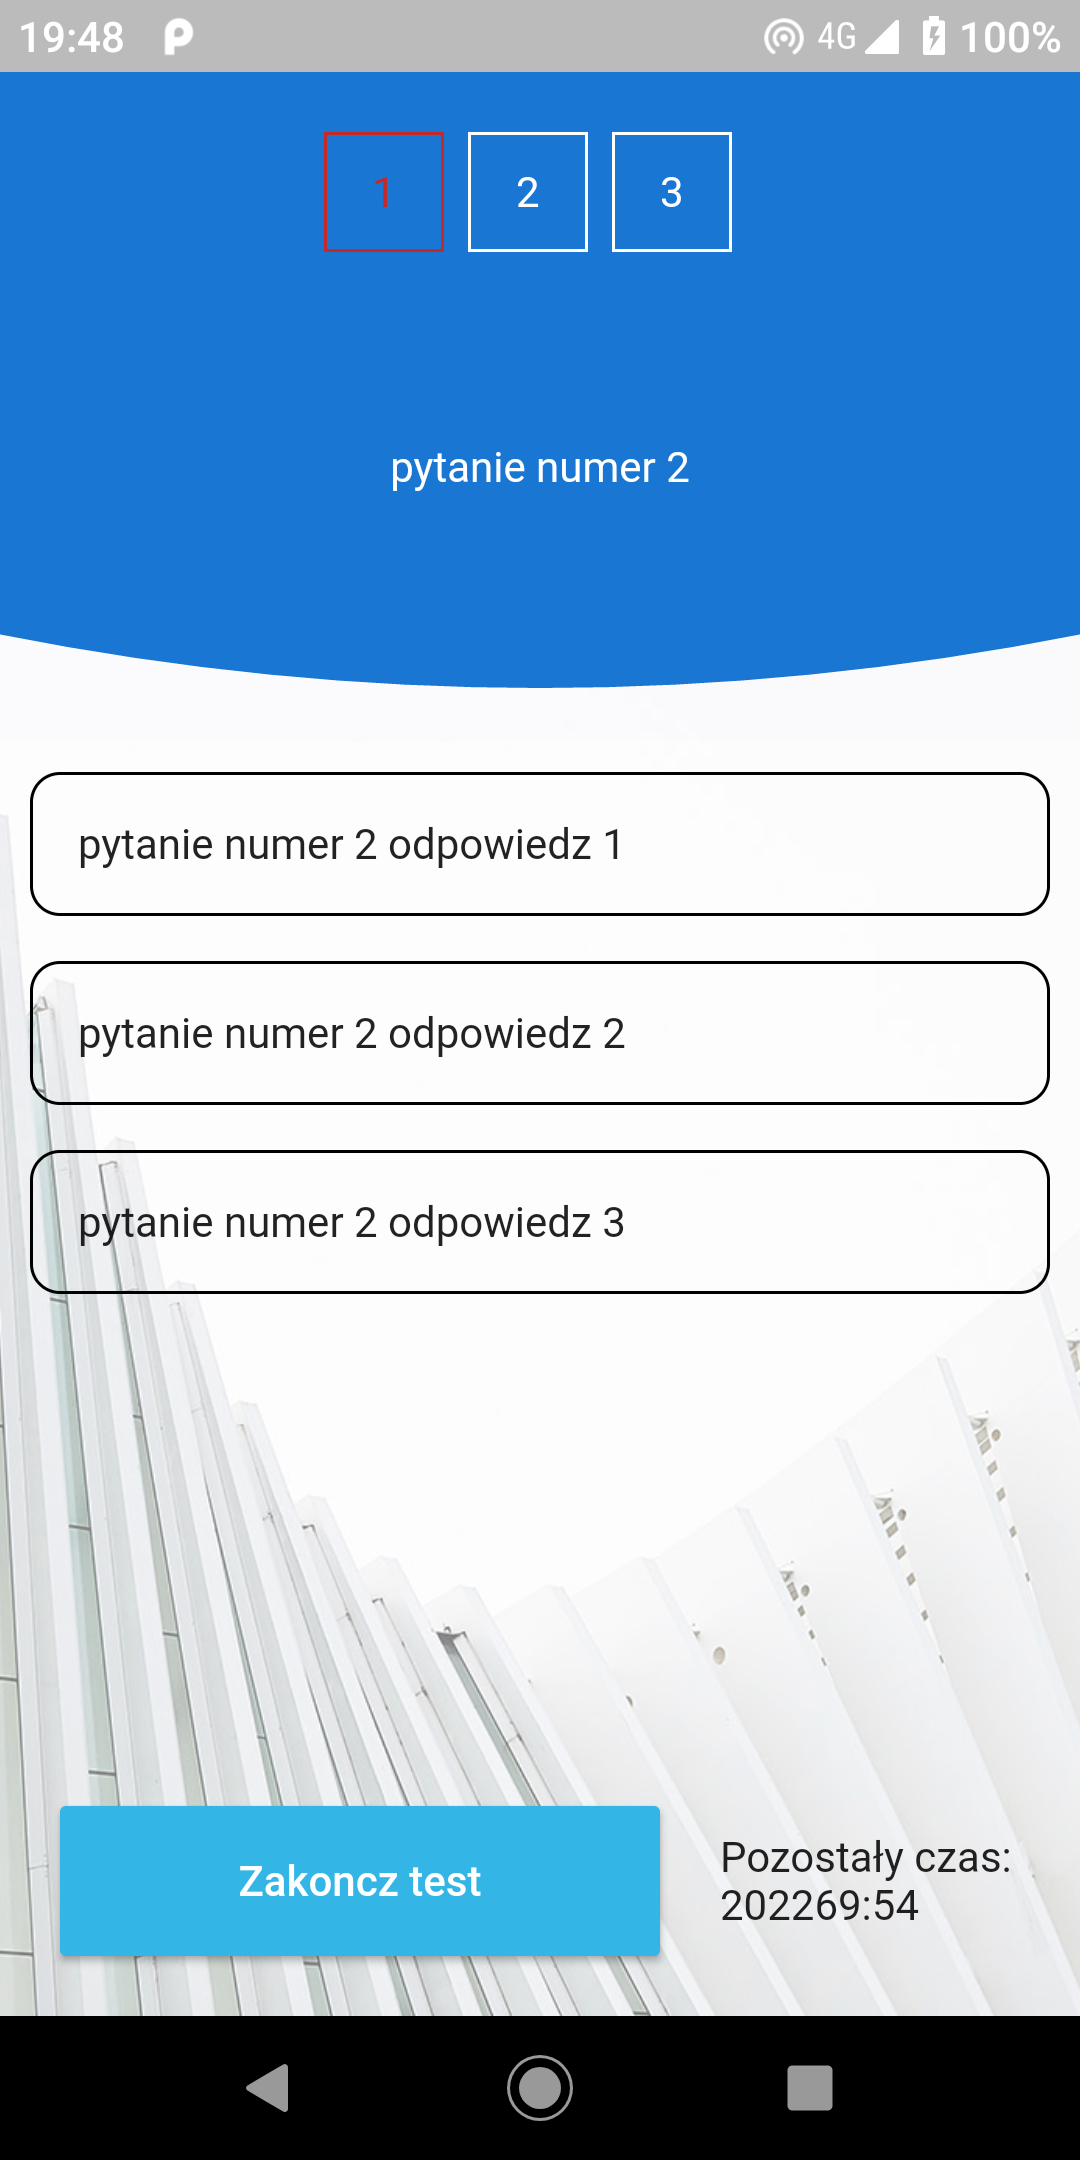 19:48 4G 100%
1 2 3
pytanie numer 2
pytanie numer 2 odpowiedz 1
pytanie numer 2 odpowiedz 2
pytanie numer 2 odpowiedz 3
Zakoncz test
Pozostały czas:
202269:54